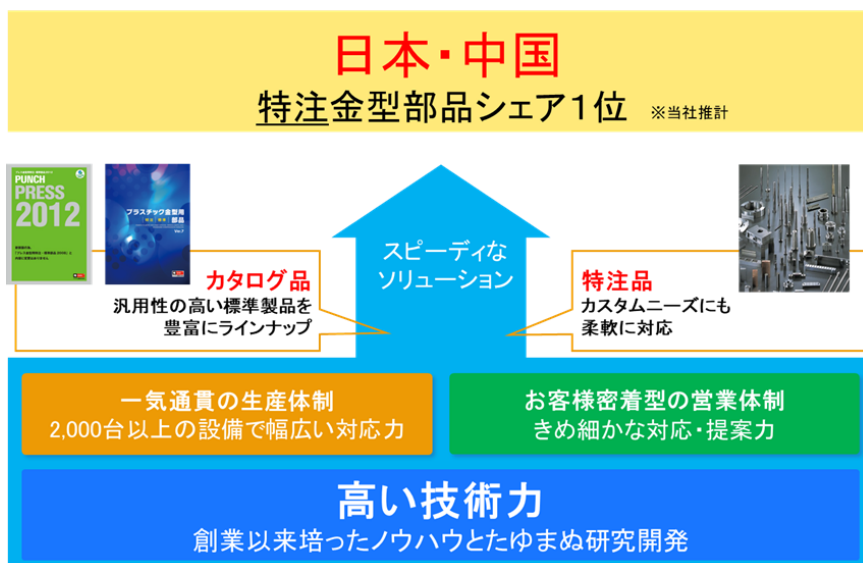 日本・中国
特注金型部品シェア１位 ※当社推計
PUNCH
PRESS
2012
プラスチック金型用
部品
Ver.7
スピーディな
ソリューション
カタログ品
汎用性の高い標準製品を
豊富にラインナップ
特注品
カスタムニーズにも
柔軟に対応
一気通貫の生産体制
2,000台以上の設備で幅広い対応力
お客様密着型の営業体制
きめ細かな対応・提案力
高い技術力
創業以来培ったノウハウとたゆまぬ研究開発